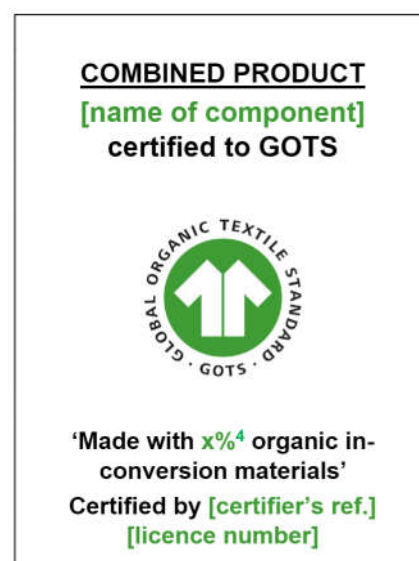 COMBINED PRODUCT
[name of component]
certified to GOTS
GLOBAL ORGANIC TEXTILE STANDARD
· GOTS ·
‘Made with x%⁴ organic in-
conversion materials’
Certified by [certifier’s ref.]
[licence number]